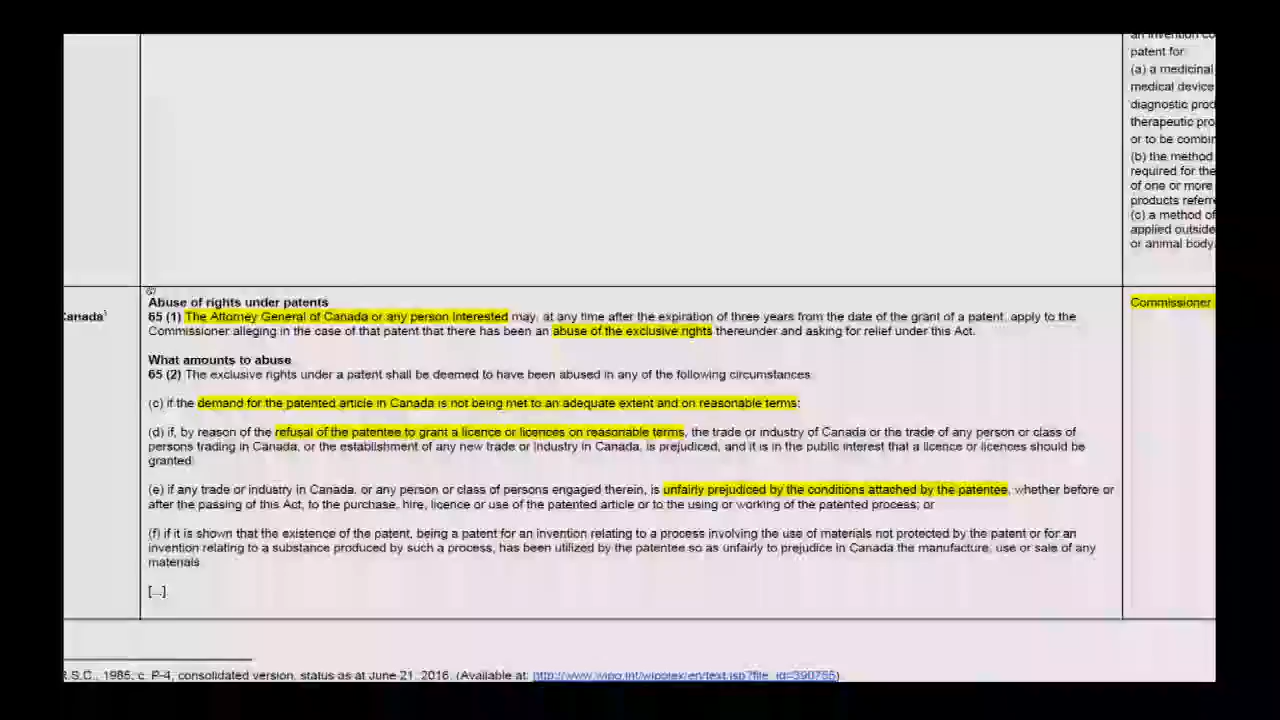 patent for
(a) a medicinal
medical device
diagnostic prod
therapeutic pro
or to be combin
(b) the method
required for the
of one or more
products referre
(c) a method of
applied outside
or animal body.
Canada
Abuse of rights under patents
65 (1) The Attorney General of Canada or any person interested may, at any time after the expiration of three years from the date of the grant of a patent, apply to the
Commissioner alleging in the case of that patent that there has been an abuse of the exclusive rights thereunder and asking for relief under this Act.
What amounts to abuse
65 (2) The exclusive rights under a patent shall be deemed to have been abused in any of the following circumstances:
(c) if the demand for the patented article in Canada is not being met to an adequate extent and on reasonable terms;
(d) if, by reason of the refusal of the patentee to grant a licence or licences on reasonable terms, the trade or industry of Canada or the trade of any person or class of
persons trading in Canada, or the establishment of any new trade or industry in Canada, is prejudiced, and it is in the public interest that a licence or licences should be
granted;
(e) if any trade or industry in Canada, or any person or class of persons engaged therein, is unfairly prejudiced by the conditions attached by the patentee, whether before or
after the passing of this Act, to the purchase, hire, licence or use of the patented article or to the using or working of the patented process; or
(f) if it is shown that the existence of the patent, being a patent for an invention relating to a process involving the use of materials not protected by the patent or for an
invention relating to a substance produced by such a process, has been utilized by the patentee so as unfairly to prejudice in Canada the manufacture, use or sale of any
materials.
[...]
Commissioner
R.S.C., 1985, c. P-4, consolidated version, status as at June 21, 2016. (Available at: http://www.wipo.int/wipolex/en/text.jsp?file_id=390755)